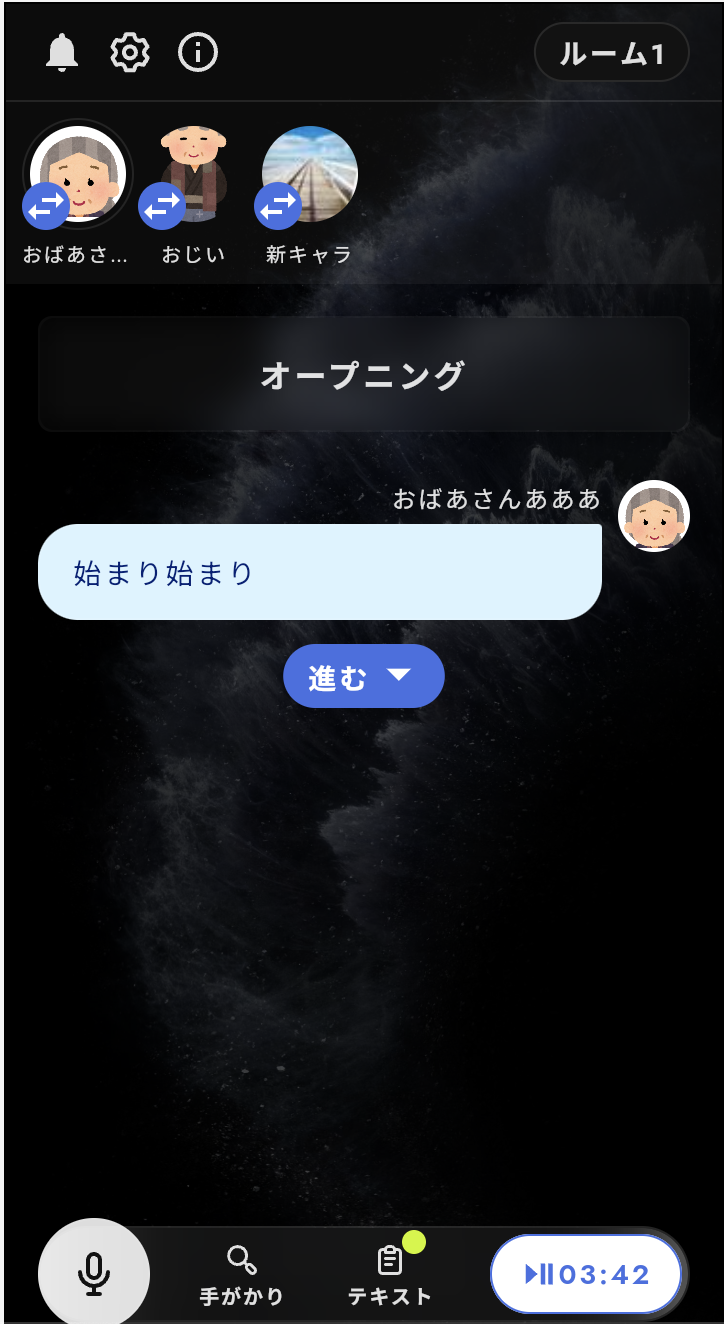 ルーム1
おばあさ...
おじい
新キャラ
オープニング
おばあさんあああ
始まり始まり
進む
手がかり
テキスト
03:42